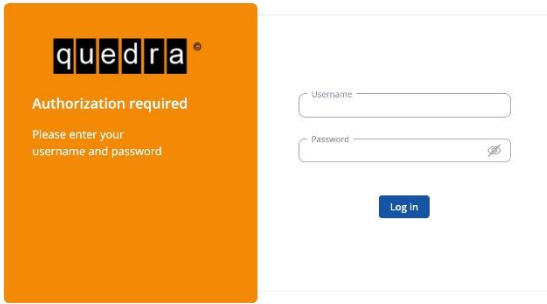 quedra©
Authorization required
Please enter your
username and password
Username
Password
Log in